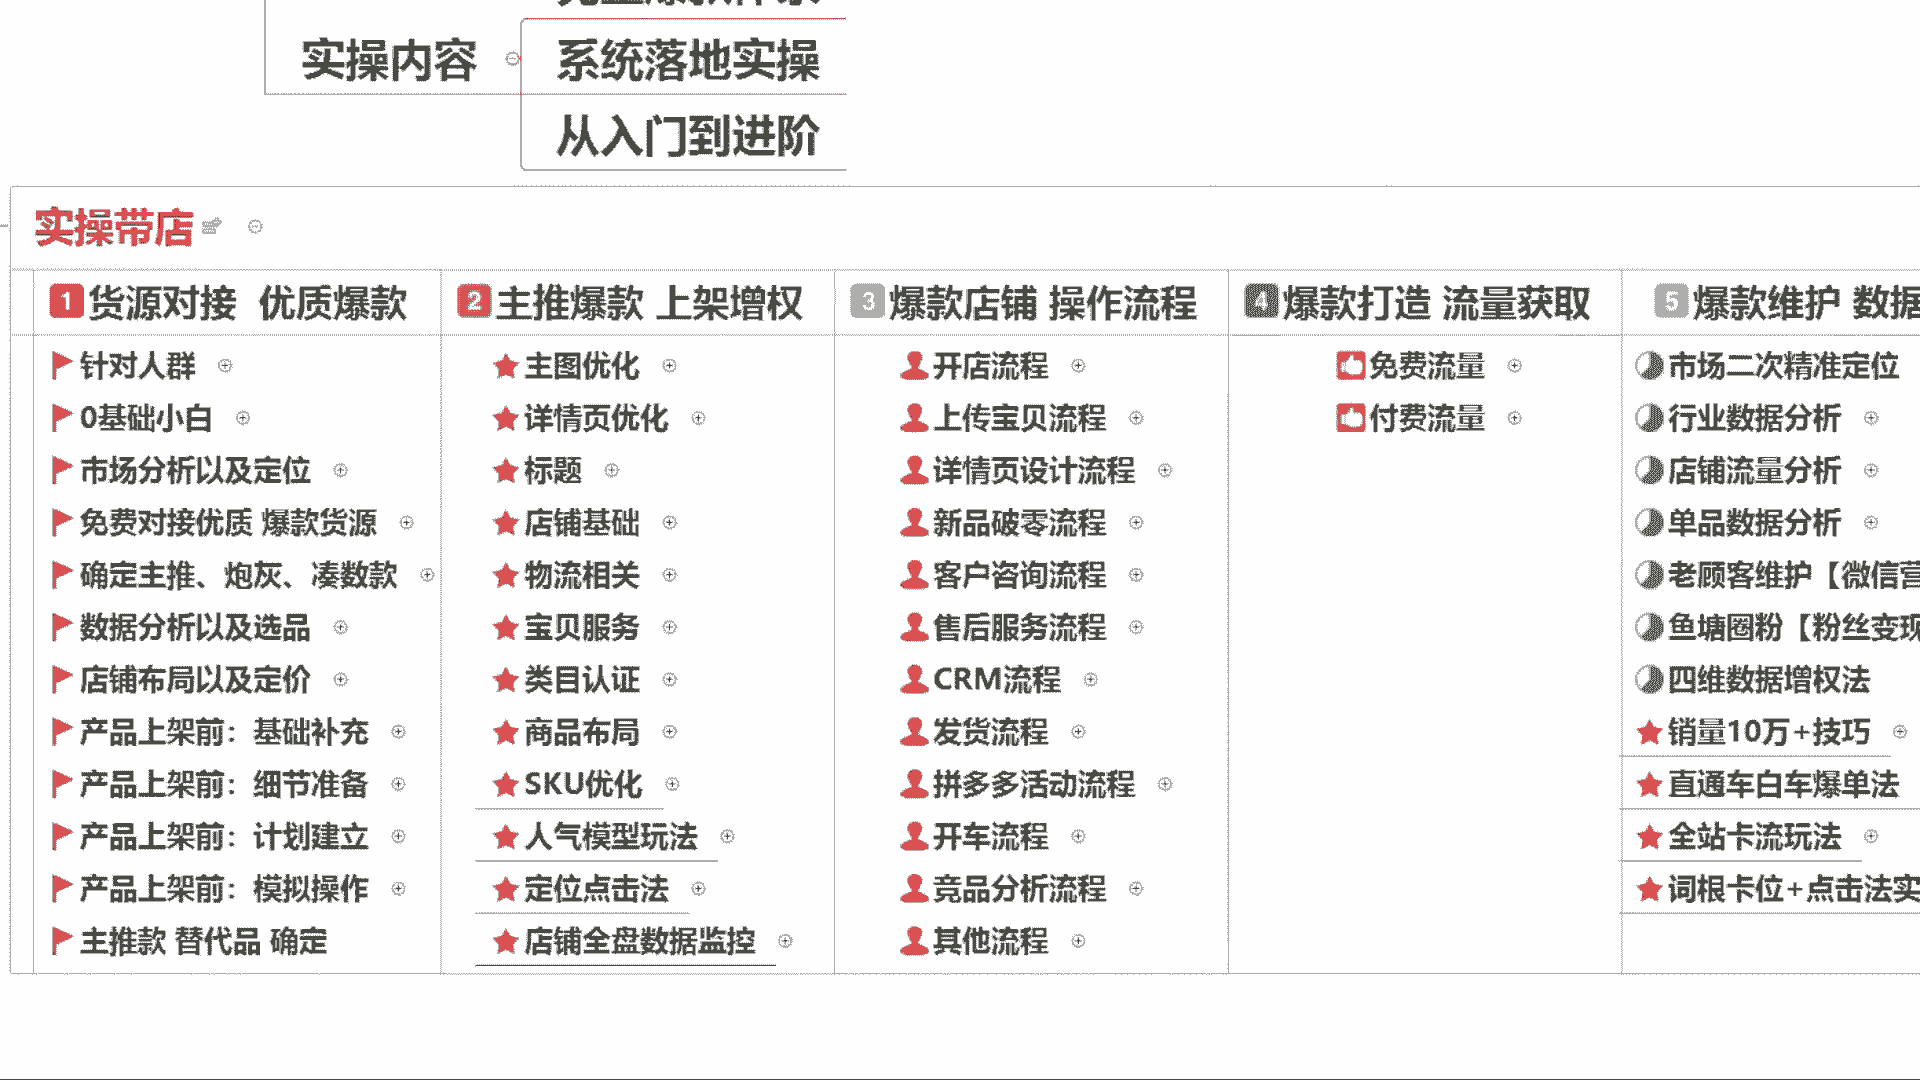 实操内容
系统落地实操
从入门到进阶
实操带店
1 货源对接 优质爆款
针对人群
0基础小白
市场分析以及定位
免费对接优质 爆款货源
确定主推、炮灰、凑数款
数据分析以及选品
店铺布局以及定价
产品上架前：基础补充
产品上架前：细节准备
产品上架前：计划建立
产品上架前：模拟操作
主推款 替代品 确定
2 主推爆款 上架增权
主图优化
详情页优化
标题
店铺基础
物流相关
宝贝服务
类目认证
商品布局
SKU优化
人气模型玩法
定位点击法
店铺全盘数据监控
3 爆款店铺 操作流程
开店流程
上传宝贝流程
详情页设计流程
新品破零流程
客户咨询流程
售后服务流程
CRM流程
发货流程
拼多多活动流程
开车流程
竞品分析流程
其他流程
4 爆款打造 流量获取
免费流量
付费流量
5 爆款维护 数据
市场二次精准定位
行业数据分析
店铺流量分析
单品数据分析
老顾客维护【微信营
鱼塘圈粉【粉丝变现
四维数据增权法
销量10万+技巧
直通车白车爆单法
全站卡流玩法
词根卡位+点击法实